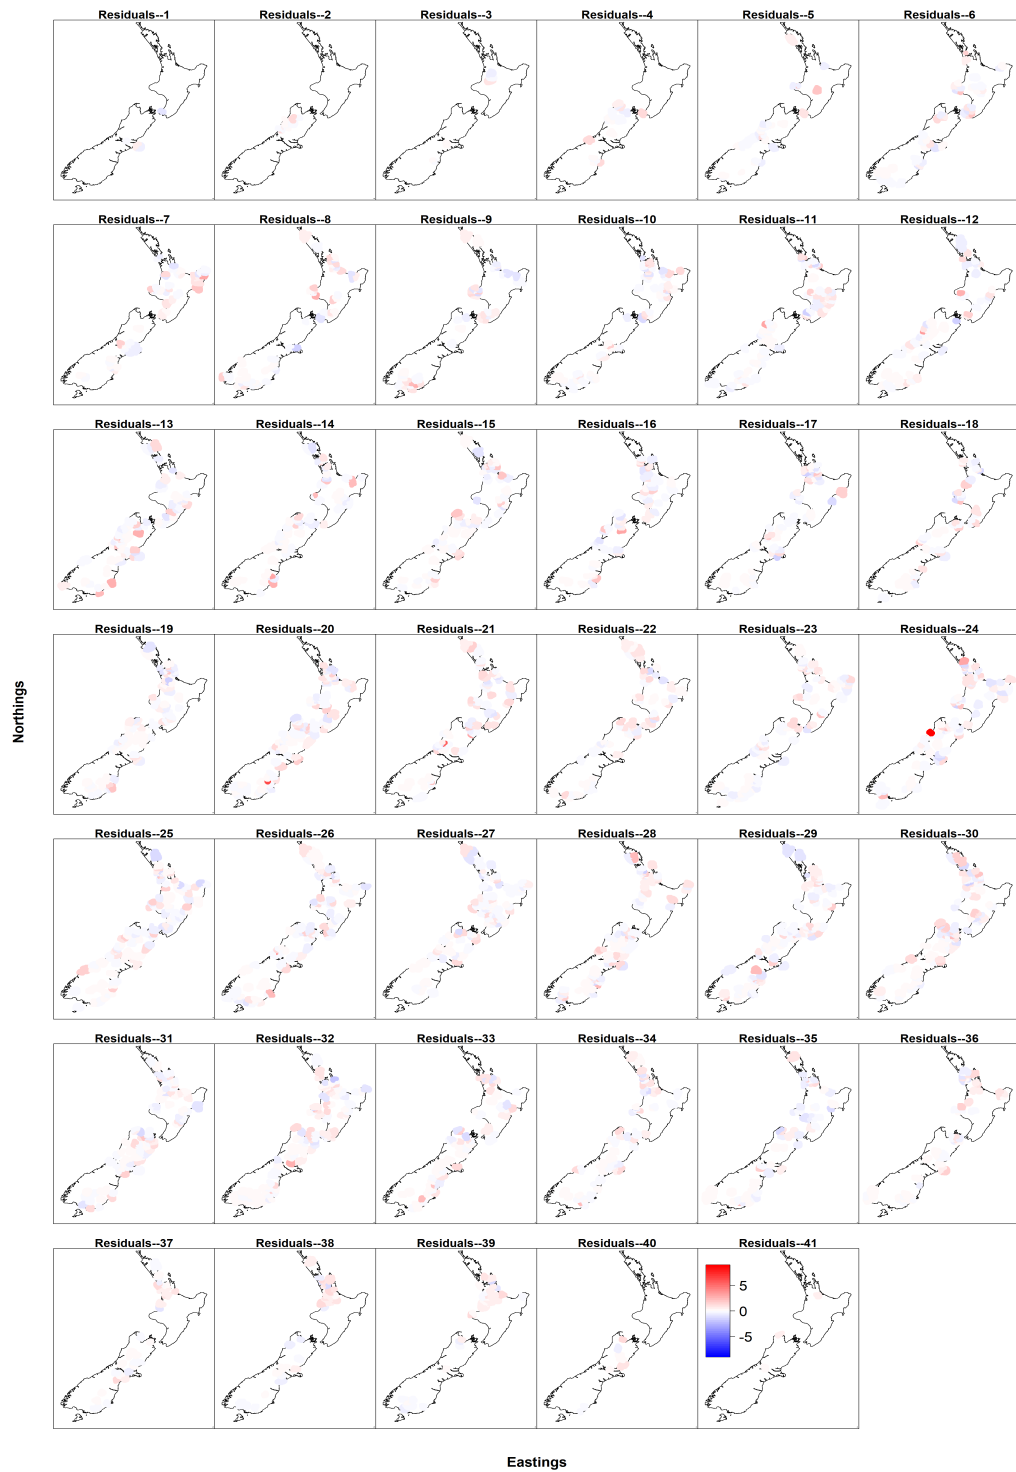 Residuals--1 Residuals--2 Residuals--3 Residuals--4 Residuals--5 Residuals--6
Residuals--7 Residuals--8 Residuals--9 Residuals--10 Residuals--11 Residuals--12
Residuals--13 Residuals--14 Residuals--15 Residuals--16 Residuals--17 Residuals--18
Residuals--19 Residuals--20 Residuals--21 Residuals--22 Residuals--23 Residuals--24
Northings
Residuals--25 Residuals--26 Residuals--27 Residuals--28 Residuals--29 Residuals--30
Residuals--31 Residuals--32 Residuals--33 Residuals--34 Residuals--35 Residuals--36
Residuals--37 Residuals--38 Residuals--39 Residuals--40 Residuals--41
5
0
-5
Eastings